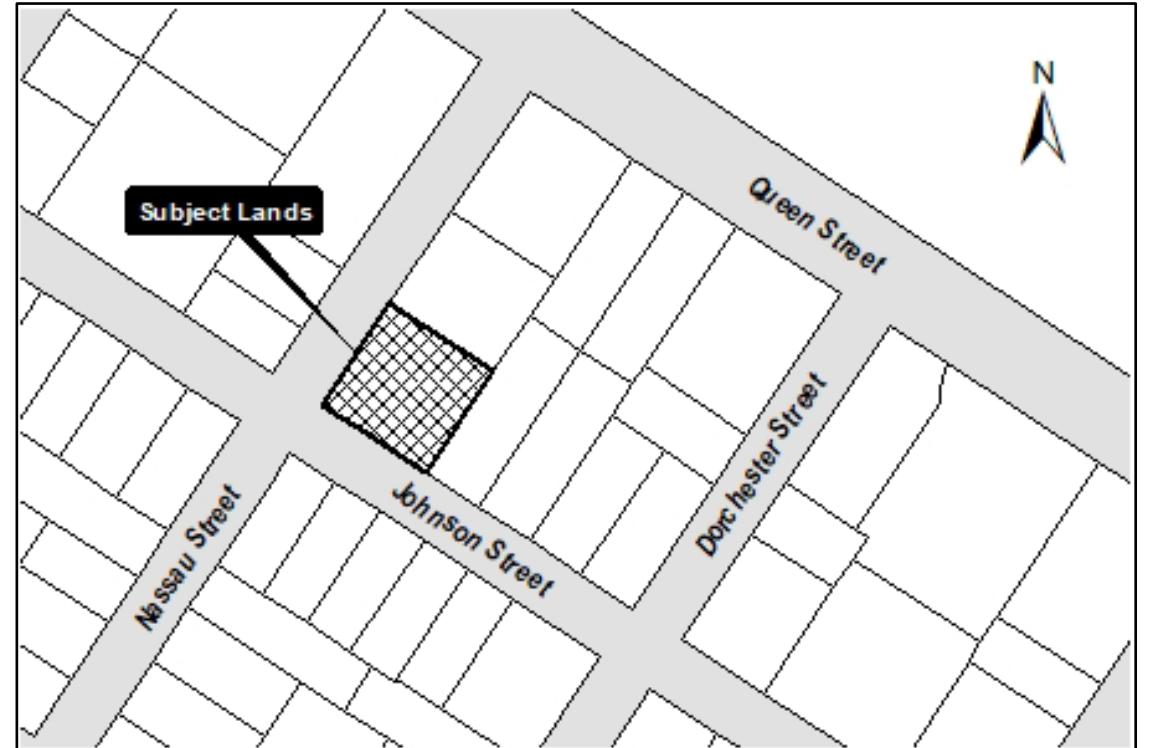 N
Subject Lands
Queen Street
Dorchester Street
Johnson Street
Nassau Street